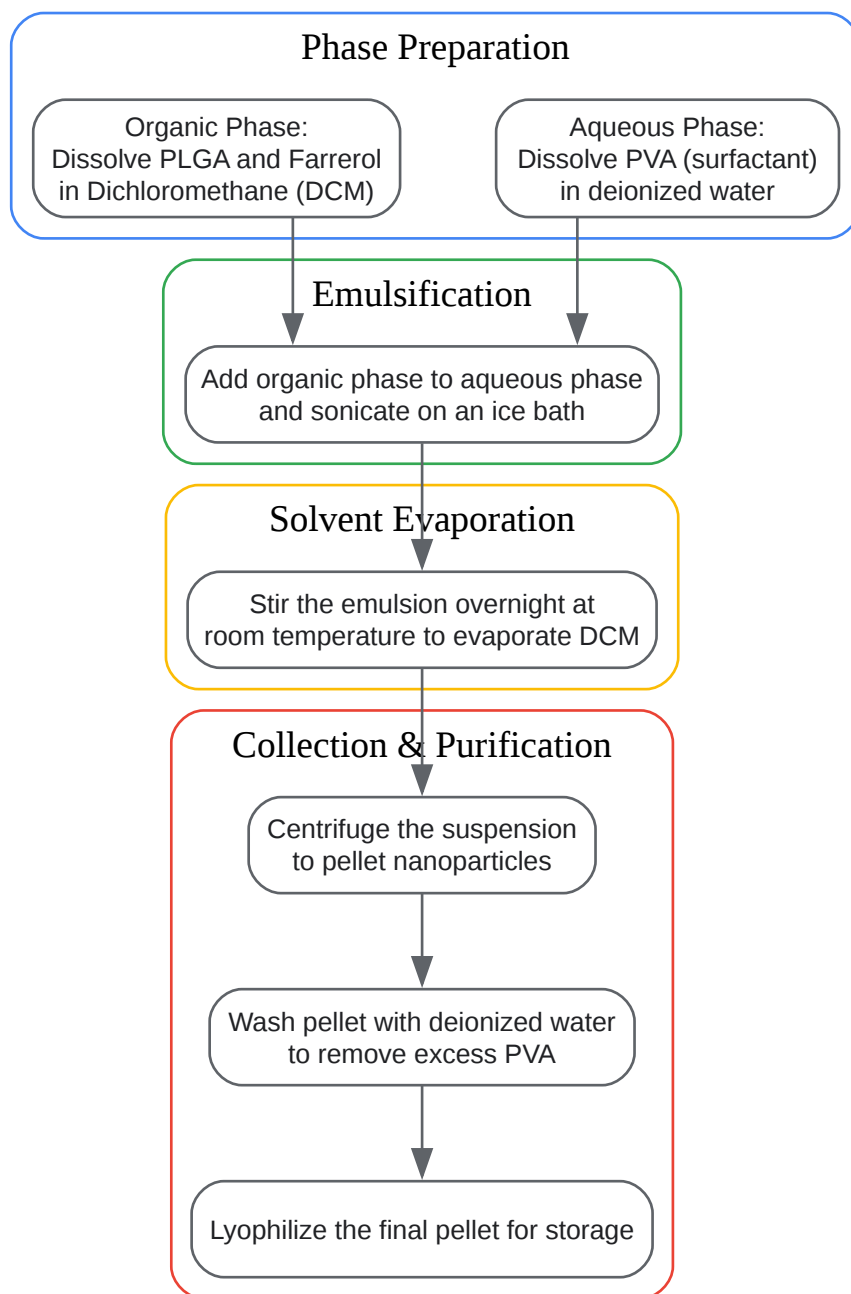 Phase Preparation
Organic Phase:
Dissolve PLGA and Farrerol
in Dichloromethane (DCM)
Aqueous Phase:
Dissolve PVA (surfactant)
in deionized water
Emulsification
Add organic phase to aqueous phase
and sonicate on an ice bath
Solvent Evaporation
Stir the emulsion overnight at
room temperature to evaporate DCM
Collection & Purification
Centrifuge the suspension
to pellet nanoparticles
Wash pellet with deionized water
to remove excess PVA
Lyophilize the final pellet for storage